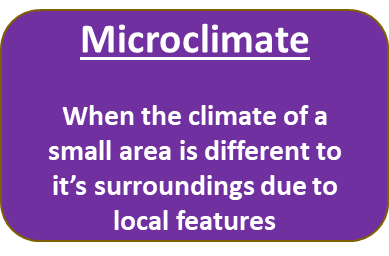 Microclimate
When the climate of a
small area is different to
it's surroundings due to
local features